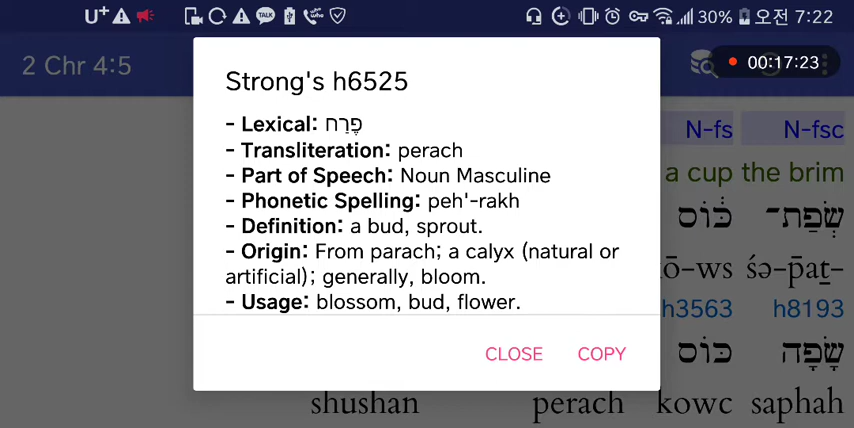 U+ TALK who 30% 오전 7:22
2 Chr 4:5
00:17:23
Strong's h6525
- Lexical: פֶּרַח
- Transliteration: perach
- Part of Speech: Noun Masculine
- Phonetic Spelling: peh'-rakh
- Definition: a bud, sprout.
- Origin: From parach; a calyx (natural or
artificial); generally, bloom.
- Usage: blossom, bud, flower.
CLOSE COPY
N-fs N-fsc
a cup the brim
שְׂפַת־ כּ֔וֹס
ō-ws śə-p̄aṯ-
h3563 h8193
שָׂפָה כּוֹס
shushan perach kowc saphah